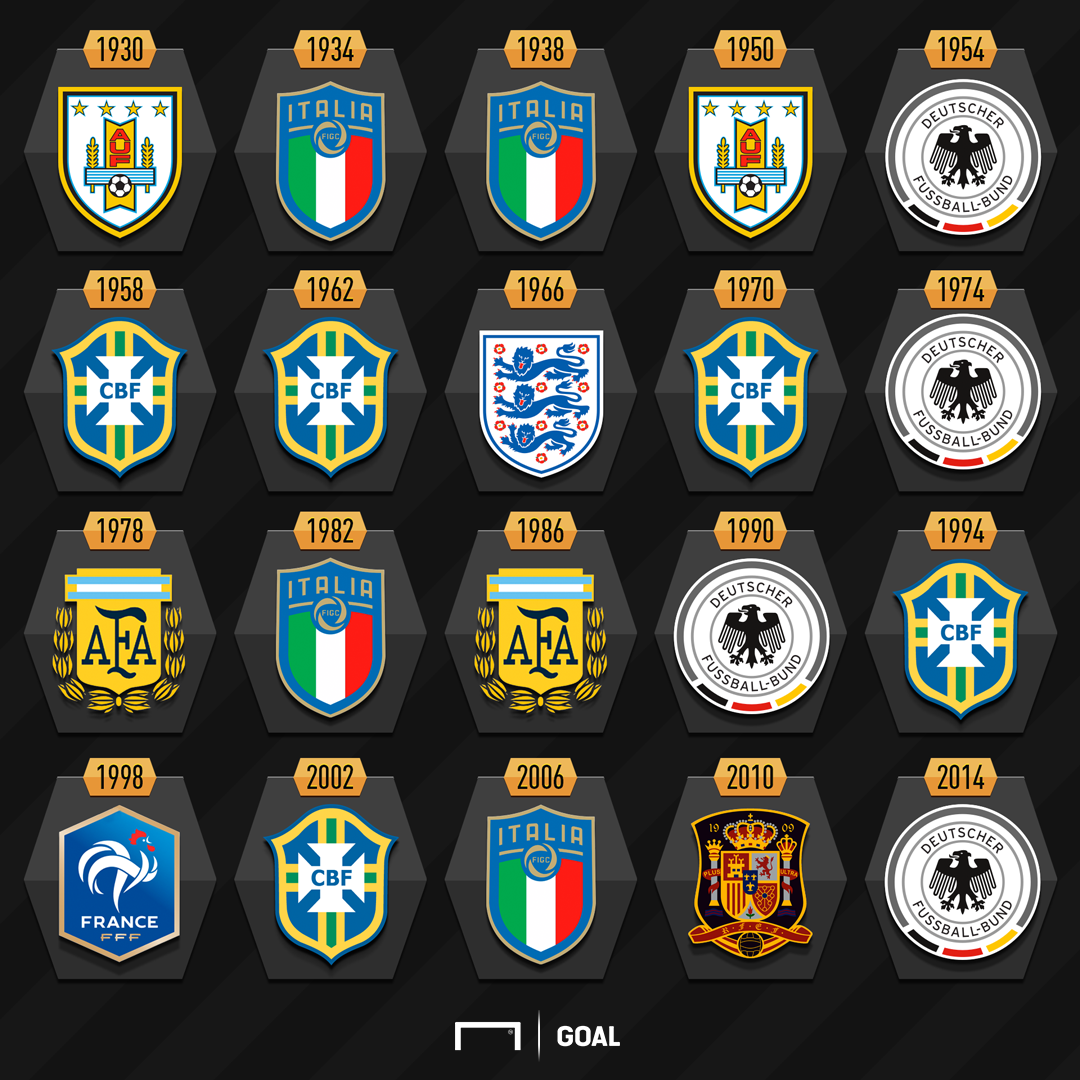 1930 1934 1938 1950 1954
AUF
ITALIA
FIGC
ITALIA
FIGC
AUF
DEUTSCHER
FUSSBALL-BUND
1958 1962 1966 1970 1974
CBF
CBF
CBF
DEUTSCHER
FUSSBALL-BUND
1978 1982 1986 1990 1994
AFA
ITALIA
FIGC
AFA
DEUTSCHER
FUSSBALL-BUND
CBF
1998 2002 2006 2010 2014
FRANCE
FFF
CBF
ITALIA
FIGC
1909
PLUS ULTRA
R.F.C.F.
DEUTSCHER
FUSSBALL-BUND
GOAL